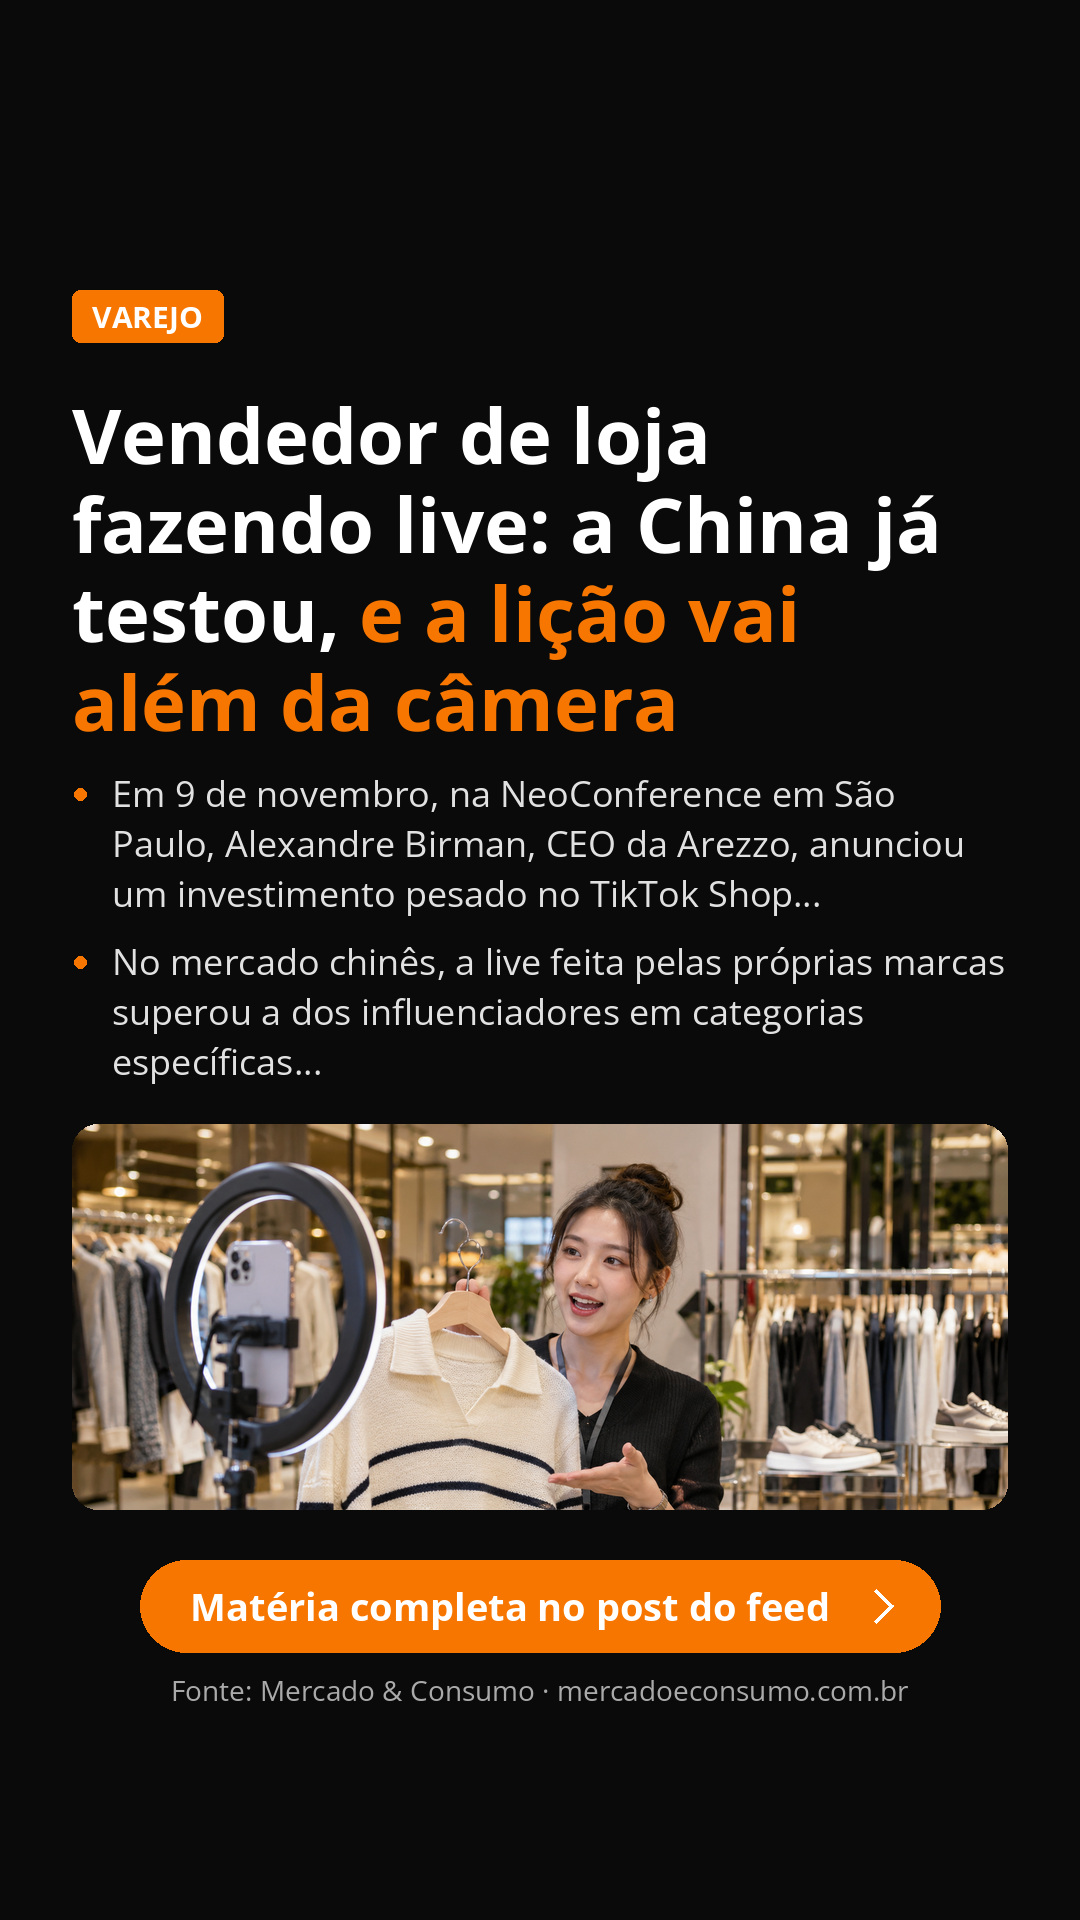 VAREJO
Vendedor de loja
fazendo live: a China já
testou, e a lição vai
além da câmera
Em 9 de novembro, na NeoConference em São
Paulo, Alexandre Birman, CEO da Arezzo, anunciou
um investimento pesado no TikTok Shop...
No mercado chinês, a live feita pelas próprias marcas
superou a dos influenciadores em categorias
específicas...
Matéria completa no post do feed
Fonte: Mercado & Consumo · mercadoeconsumo.com.br